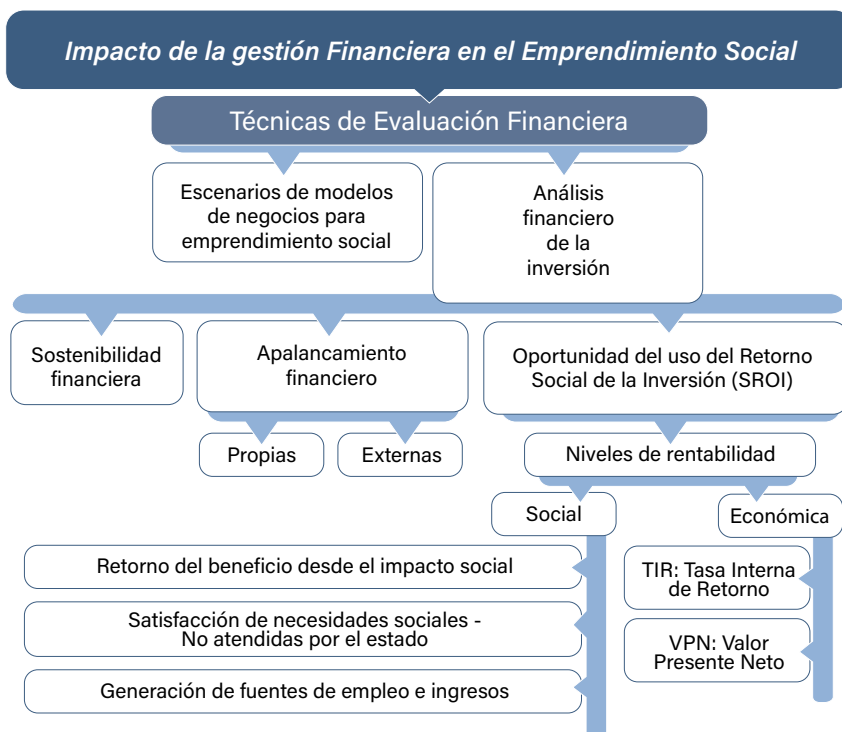 Impacto de la gestión Financiera en el Emprendimiento Social
Técnicas de Evaluación Financiera
Escenarios de modelos
de negocios para
emprendimiento social
Análisis
financiero
de la
inversión
Sostenibilidad
financiera
Apalancamiento
financiero
Oportunidad del uso del Retorno
Social de la Inversión (SROI)
Propias
Externas
Niveles de rentabilidad
Social
Económica
Retorno del beneficio desde el impacto social
Satisfacción de necesidades sociales -
No atendidas por el estado
Generación de fuentes de empleo e ingresos
TIR: Tasa Interna
de Retorno
VPN: Valor
Presente Neto